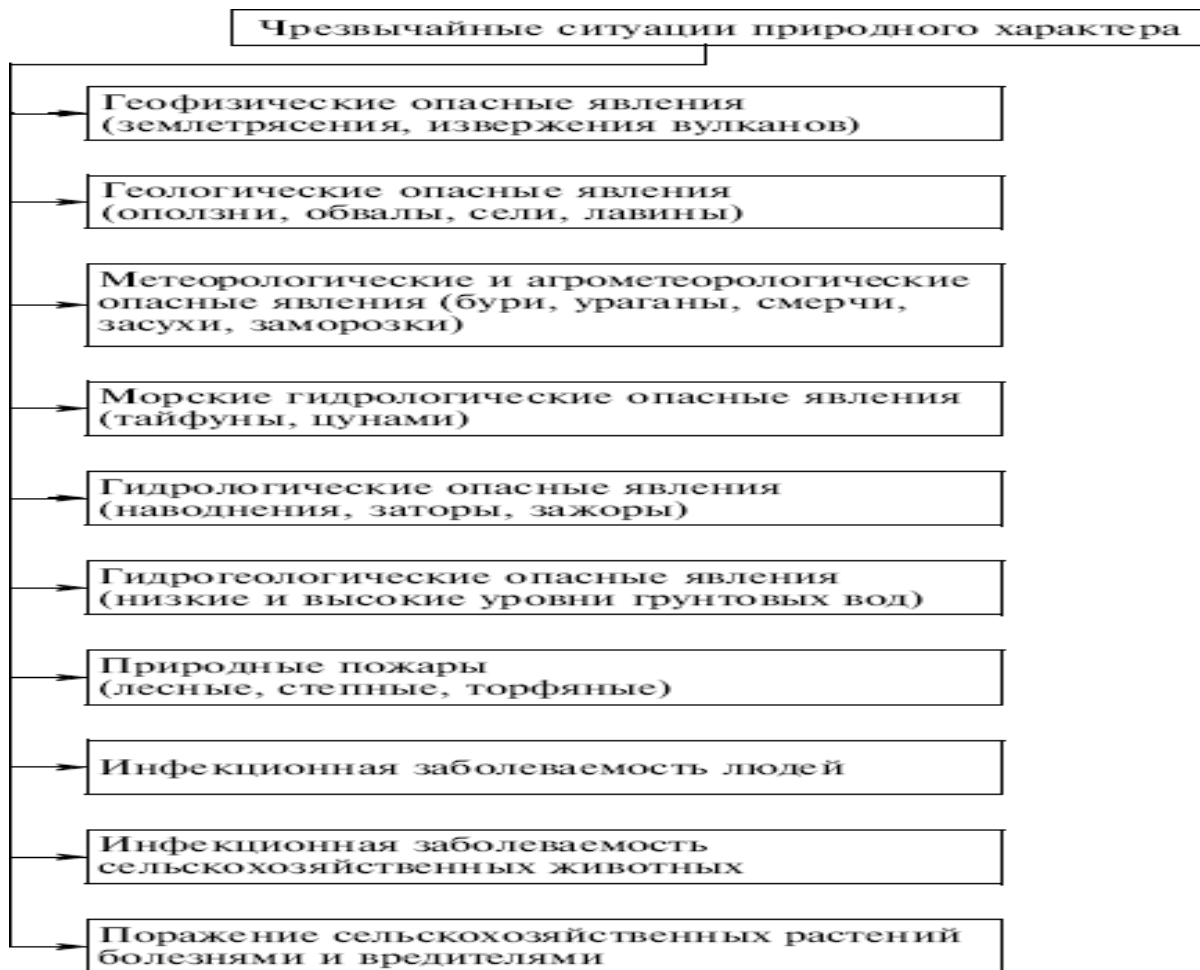 Чрезвычайные ситуации природного характера
Геофизические опасные явления
(землетрясения, извержения вулканов)
Геологические опасные явления
(оползни, обвалы, сели, лавины)
Метеорологические и агрометеорологические
опасные явления (бури, ураганы, смерчи,
засухи, заморозки)
Морские гидрологические опасные явления
(тайфуны, цунами)
Гидрологические опасные явления
(наводнения, заторы, зажоры)
Гидрогеологические опасные явления
(низкие и высокие уровни грунтовых вод)
Природные пожары
(лесные, степные, торфяные)
Инфекционная заболеваемость людей
Инфекционная заболеваемость
сельскохозяйственных животных
Поражение сельскохозяйственных растений
болезнями и вредителями